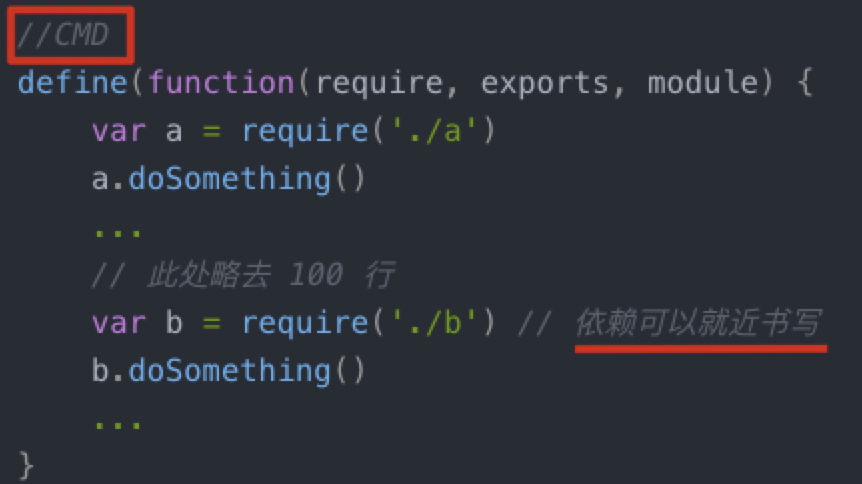 //CMD
define(function(require, exports, module) {
    var a = require('./a')
    a.doSomething()
    ...
    // 此处略去 100 行
    var b = require('./b') // 依赖可以就近书写
    b.doSomething()
    ...
}